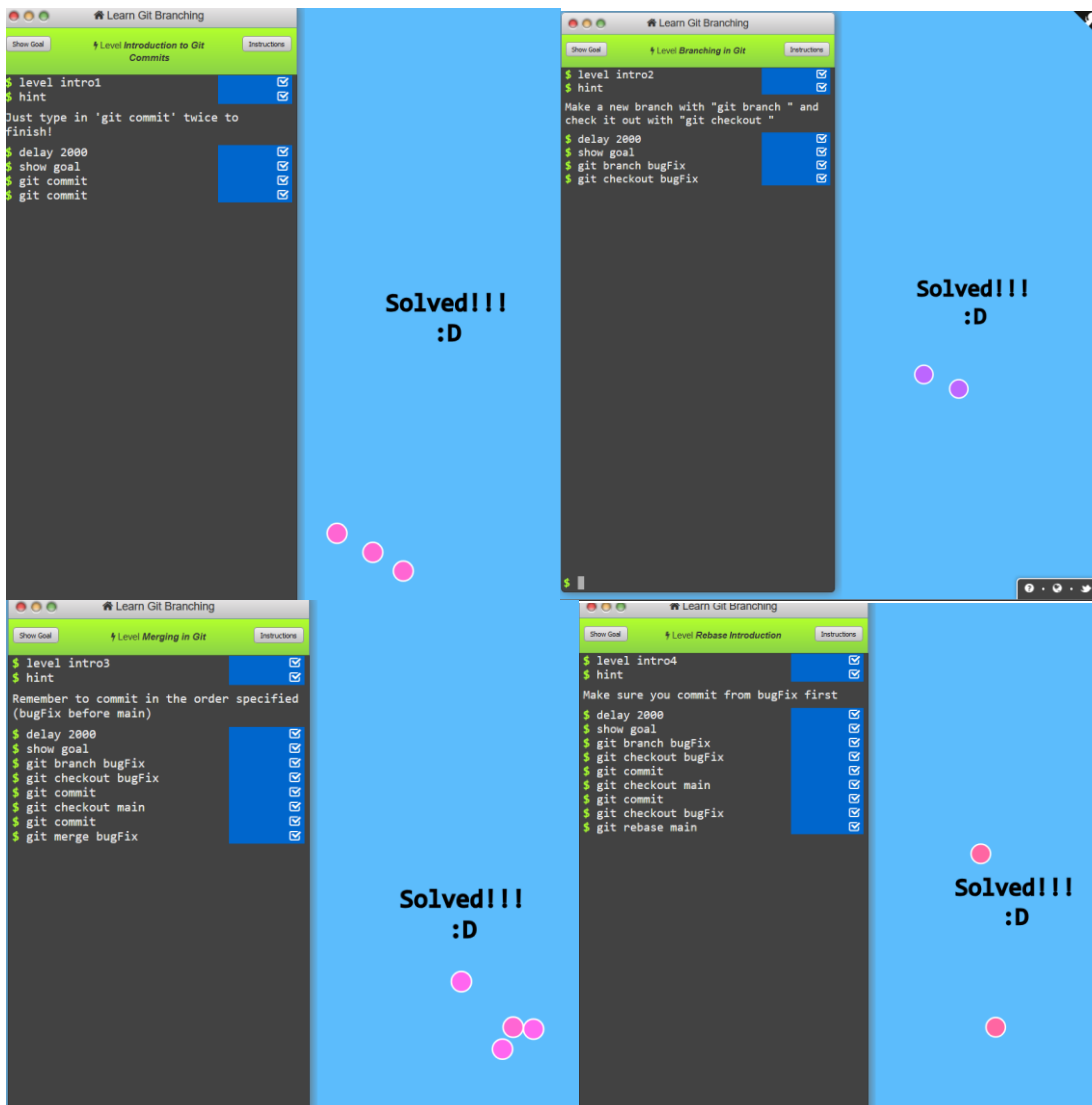 Learn Git Branching
Show Goal
Level Introduction to Git
Commits
Instructions
$ level intro1
$ hint
Just type in 'git commit' twice to
finish!
$ delay 2000
$ show goal
$ git commit
$ git commit
Solved!!!
:D
Learn Git Branching
Show Goal
Level Branching in Git
Instructions
$ level intro2
$ hint
Make a new branch with "git branch " and
check it out with "git checkout "
$ delay 2000
$ show goal
$ git branch bugFix
$ git checkout bugFix
Solved!!!
:D
$
Learn Git Branching
Show Goal
Level Merging in Git
Instructions
$ level intro3
$ hint
Remember to commit in the order specified
(bugFix before main)
$ delay 2000
$ show goal
$ git branch bugFix
$ git checkout bugFix
$ git commit
$ git checkout main
$ git commit
$ git merge bugFix
Solved!!!
:D
Learn Git Branching
Show Goal
Level Rebase Introduction
Instructions
$ level intro4
$ hint
Make sure you commit from bugFix first
$ delay 2000
$ show goal
$ git branch bugFix
$ git checkout bugFix
$ git commit
$ git checkout main
$ git commit
$ git checkout bugFix
$ git rebase main
Solved!!!
:D